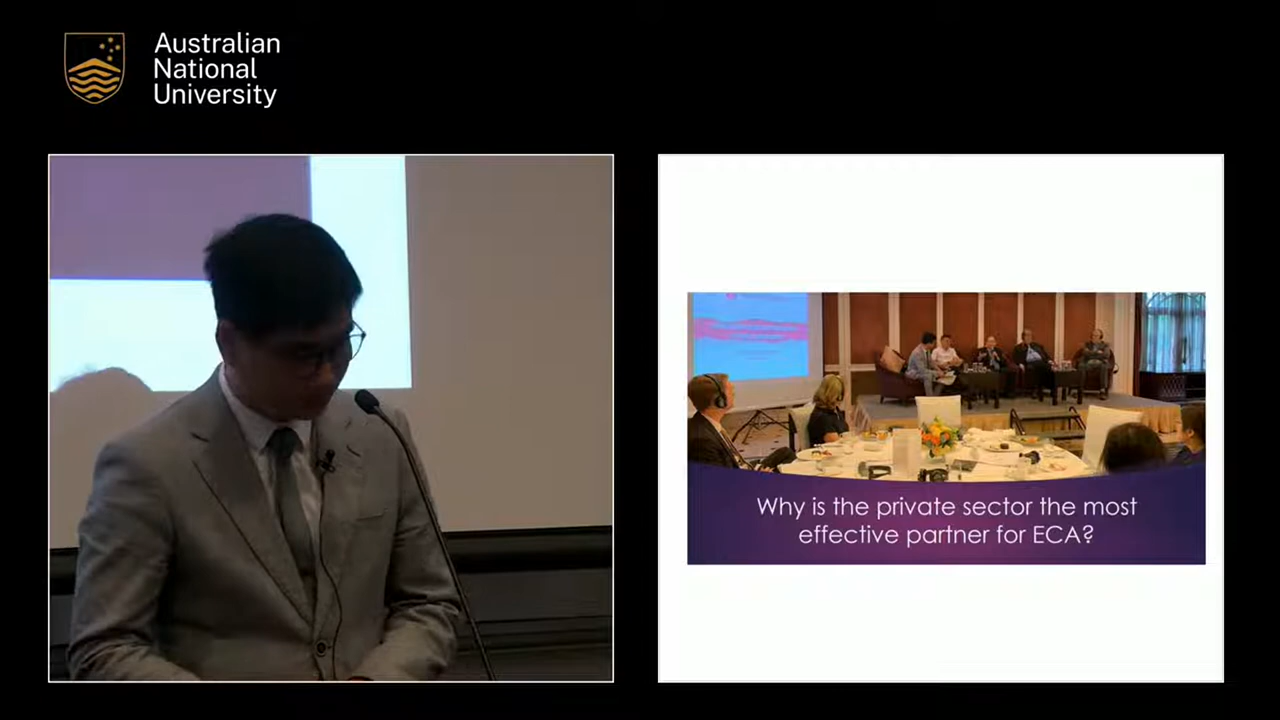 Australian
National
University
Why is the private sector the most
effective partner for ECA?